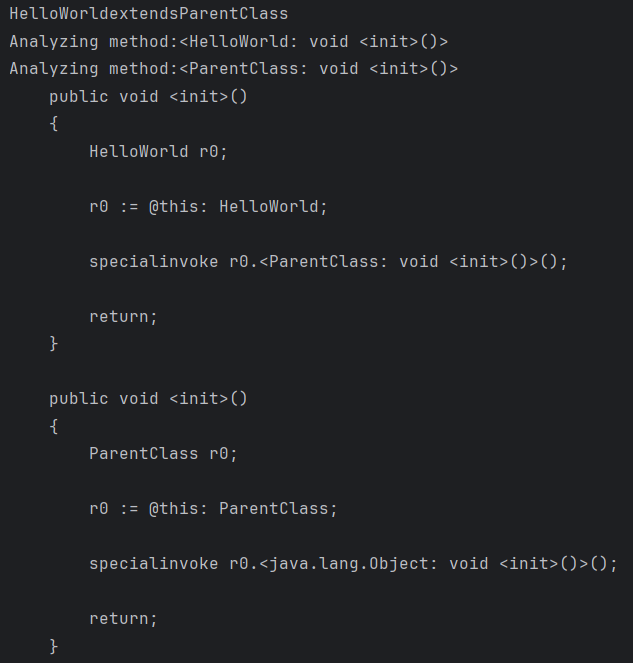 HelloWorldextendsParentClass
Analyzing method:<HelloWorld: void <init>()>
Analyzing method:<ParentClass: void <init>()>
    public void <init>()
    {
        HelloWorld r0;

        r0 := @this: HelloWorld;

        specialinvoke r0.<ParentClass: void <init>()>();

        return;
    }

    public void <init>()
    {
        ParentClass r0;

        r0 := @this: ParentClass;

        specialinvoke r0.<java.lang.Object: void <init>()>();

        return;
    }